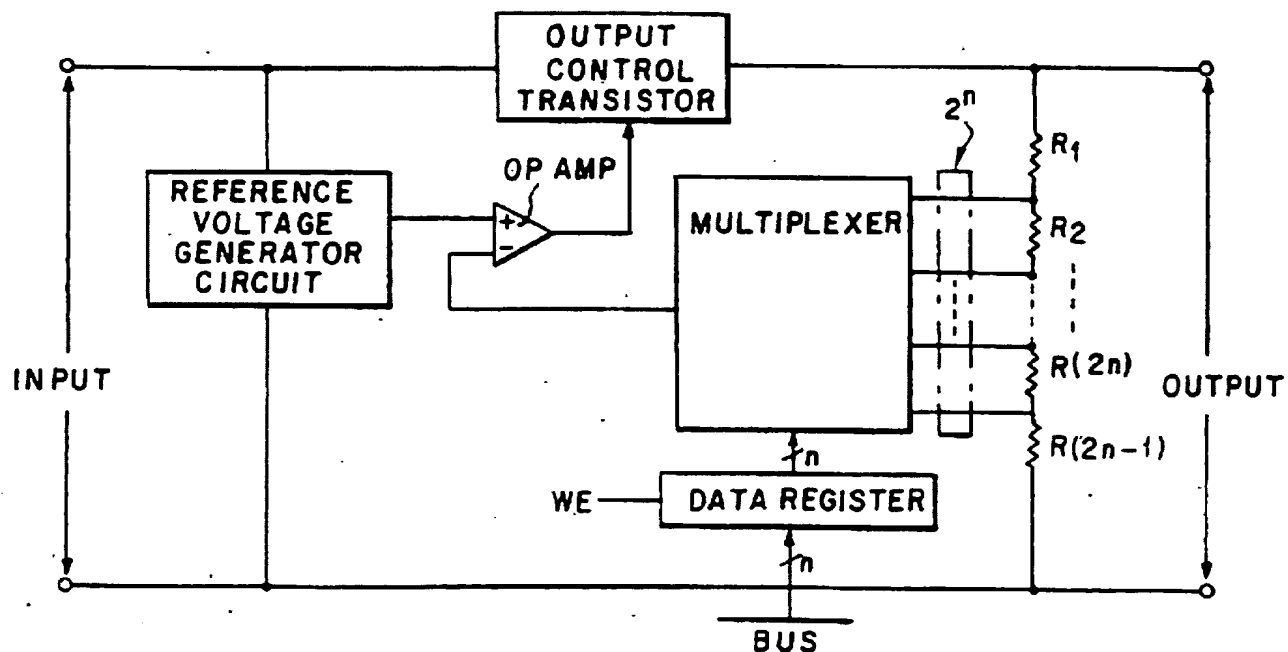 OUTPUT
CONTROL
TRANSISTOR
2ⁿ
R1
OP AMP
REFERENCE
VOLTAGE
GENERATOR
CIRCUIT
+
−
MULTIPLEXER
R2
INPUT
R(2n)
OUTPUT
R(2n-1)
n
WE
DATA REGISTER
n
BUS